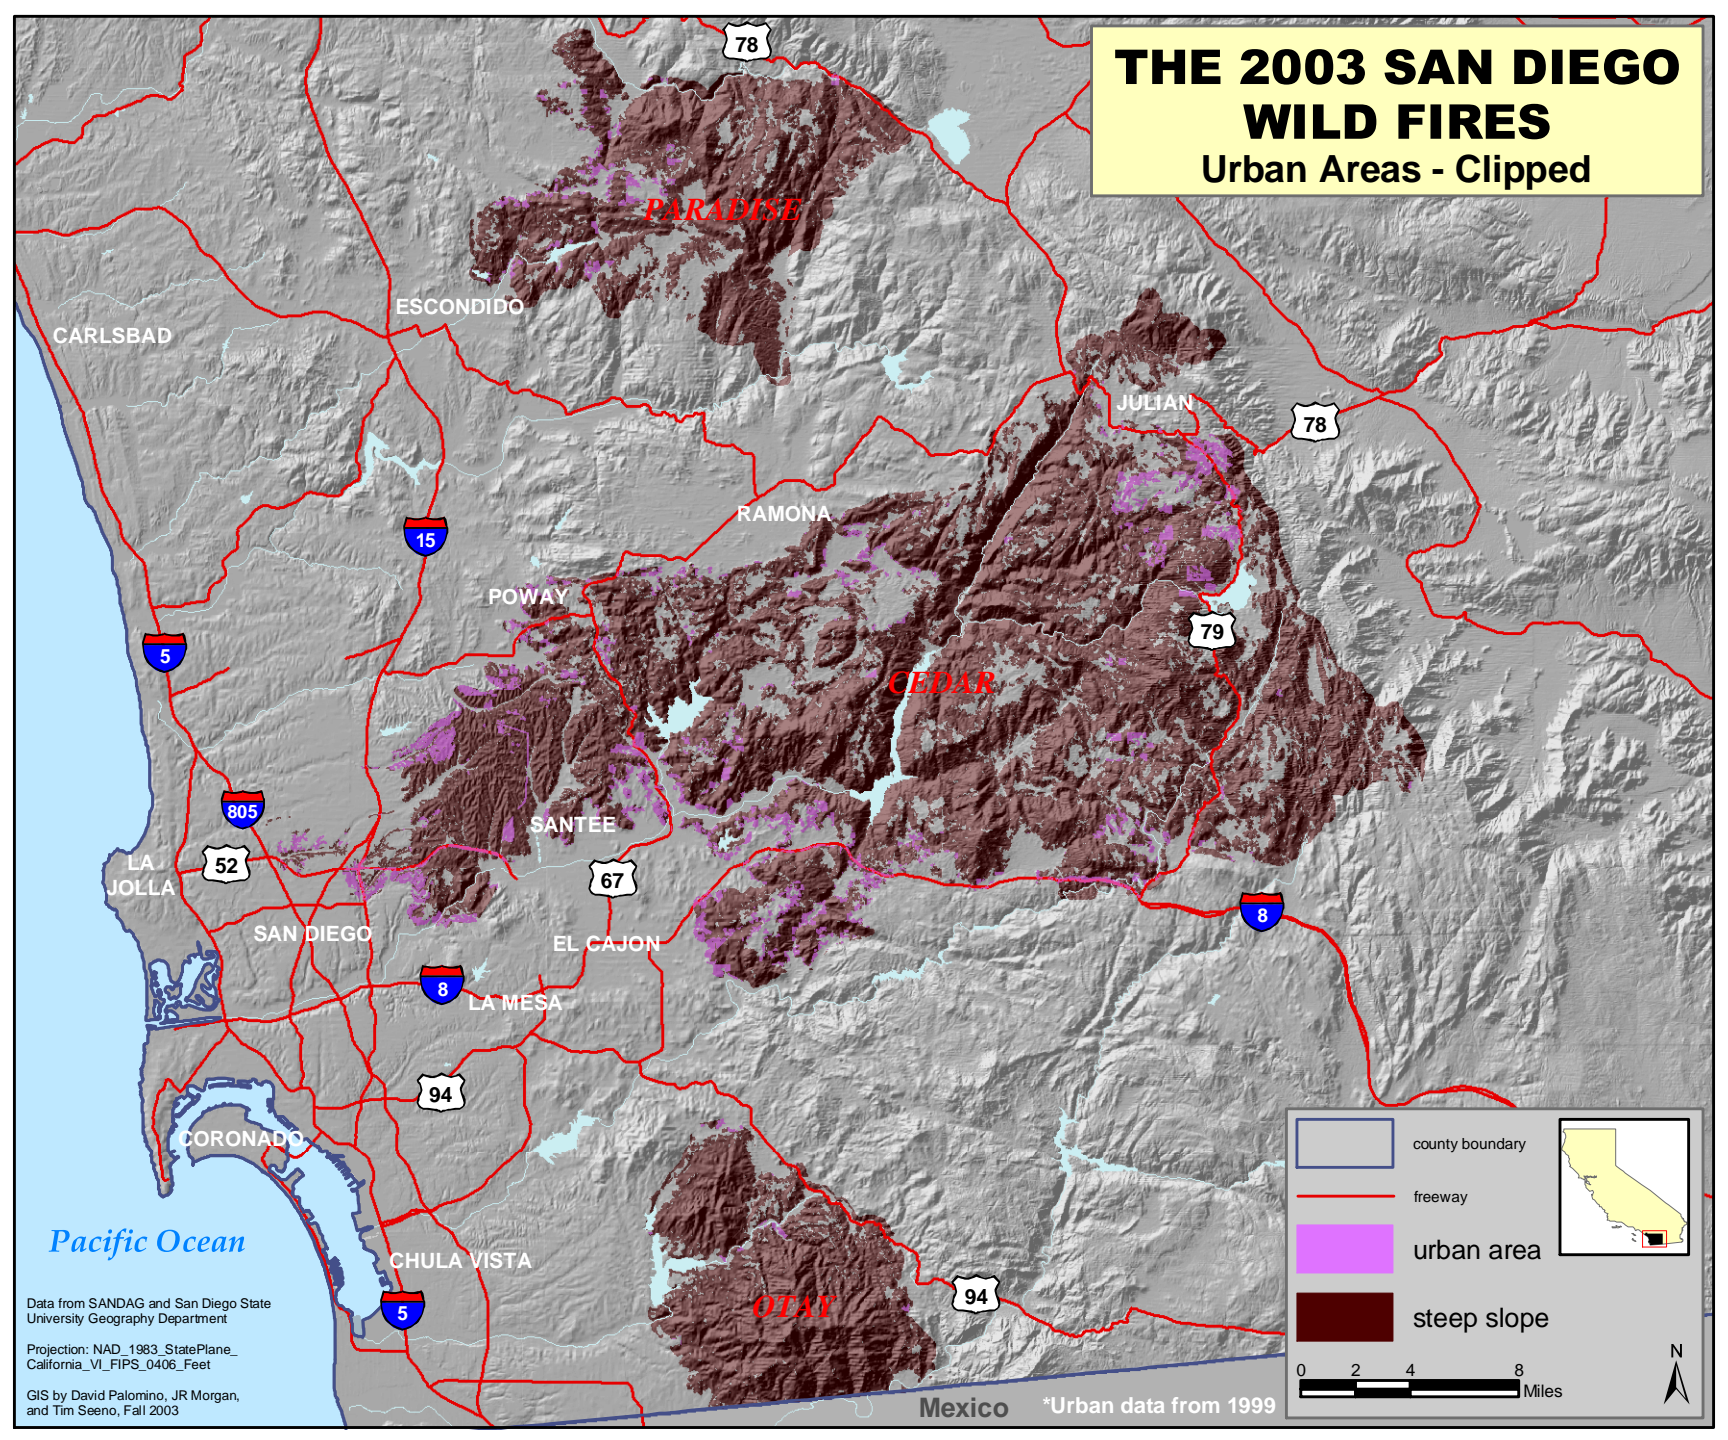 THE 2003 SAN DIEGO
WILD FIRES
Urban Areas - Clipped
78
PARADISE
ESCONDIDO
CARLSBAD
JULIAN
78
RAMONA
15
POWAY
5
79
CEDAR
805
SANTEE
52
LA
JOLLA
67
8
SAN DIEGO
EL CAJON
8
LA MESA
94
CORONADO
county boundary
freeway
urban area
steep slope
Pacific Ocean
CHULA VISTA
5
94
OTAY
Data from SANDAG and San Diego State
University Geography Department
Projection: NAD_1983_StatePlane_
California_VI_FIPS_0406_Feet
GIS by David Palomino, JR Morgan,
and Tim Seeno, Fall 2003
N
0 2 4 8
Miles
Mexico
*Urban data from 1999